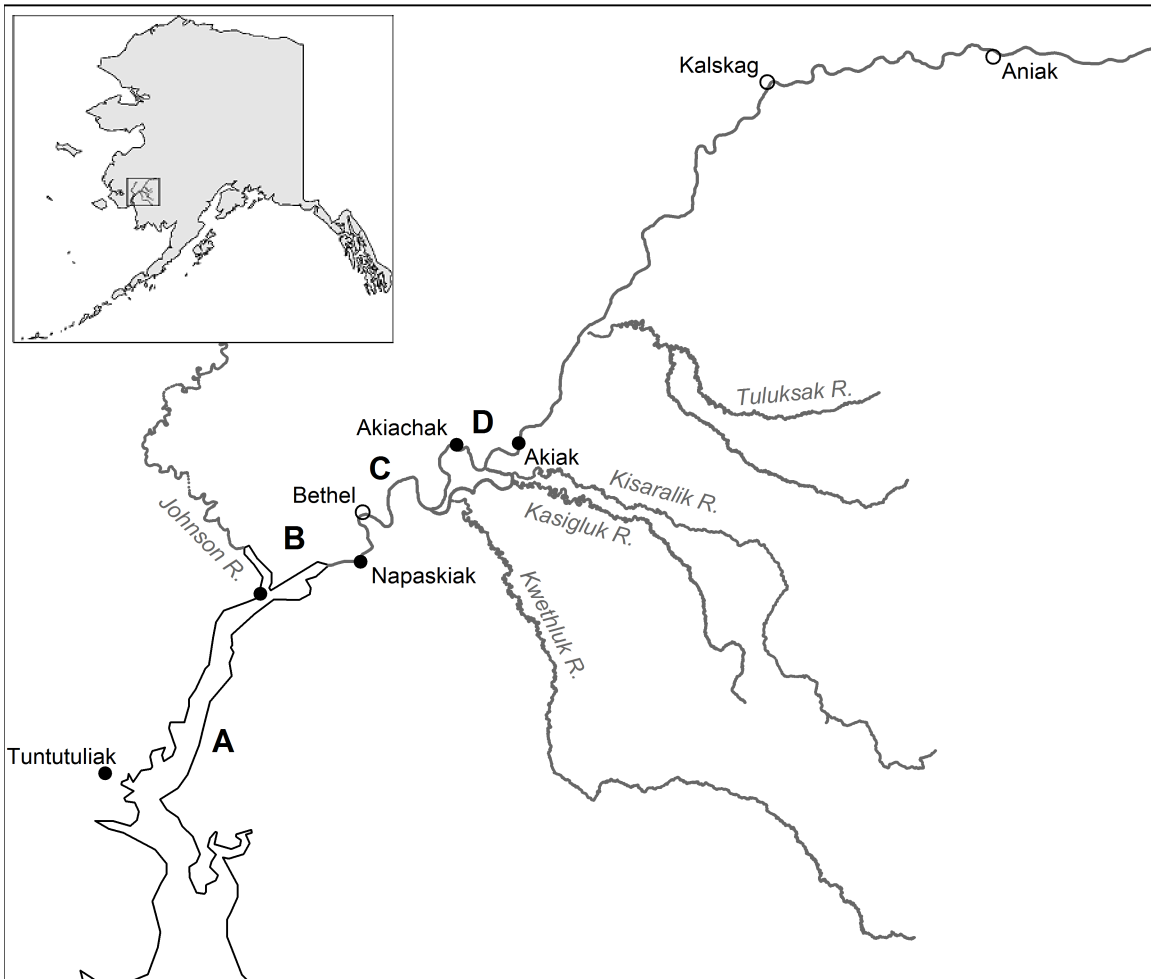 Kalskag
Aniak
Tuluksak R.
Akiachak
D
Akiak
C
Kisaralik R.
Bethel
Kasigluk R.
Johnson R.
B
Napaskiak
Kwethluk R.
A
Tuntutuliak